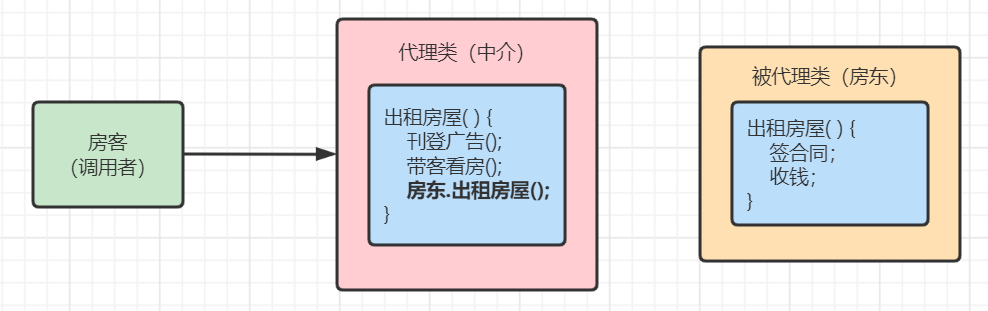 房客
（调用者）
代理类（中介）
出租房屋( ) {
刊登广告();
带客看房();
房东.出租房屋();
}
被代理类（房东）
出租房屋( ) {
签合同；
收钱；
}